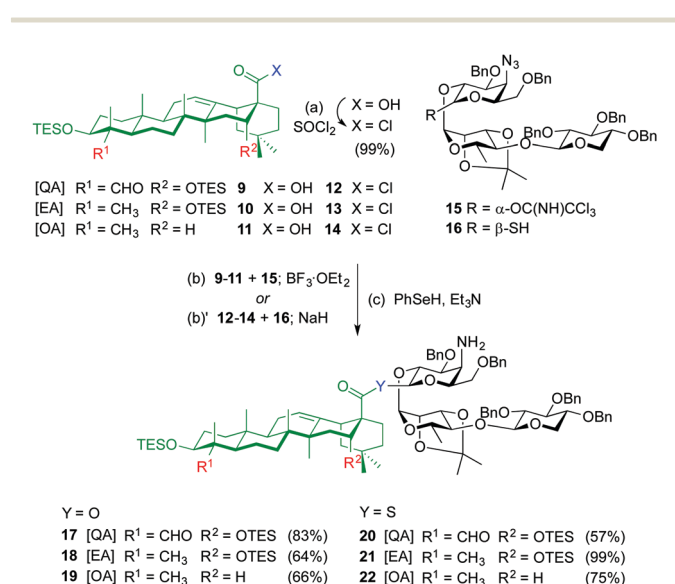 O X
(a) X = OH
SOCl2 X = Cl
(99%)
TESO
R1
R2
[QA] R1 = CHO R2 = OTES 9 X = OH 12 X = Cl
[EA] R1 = CH3 R2 = OTES 10 X = OH 13 X = Cl
[OA] R1 = CH3 R2 = H 11 X = OH 14 X = Cl
N3
BnO OBn
O
R O
O O OBn
BnO OBn
O O O
O
15 R = α-OC(NH)CCl3
16 R = β-SH
(b) 9-11 + 15; BF3·OEt2
or
(b)' 12-14 + 16; NaH
(c) PhSeH, Et3N
NH2
BnO OBn
O
O Y O
O O OBn
BnO OBn
O O O
O
TESO
R1
R2
Y = O
17 [QA] R1 = CHO R2 = OTES (83%)
18 [EA] R1 = CH3 R2 = OTES (64%)
19 [OA] R1 = CH3 R2 = H (66%)
Y = S
20 [QA] R1 = CHO R2 = OTES (57%)
21 [EA] R1 = CH3 R2 = OTES (99%)
22 [OA] R1 = CH3 R2 = H (75%)